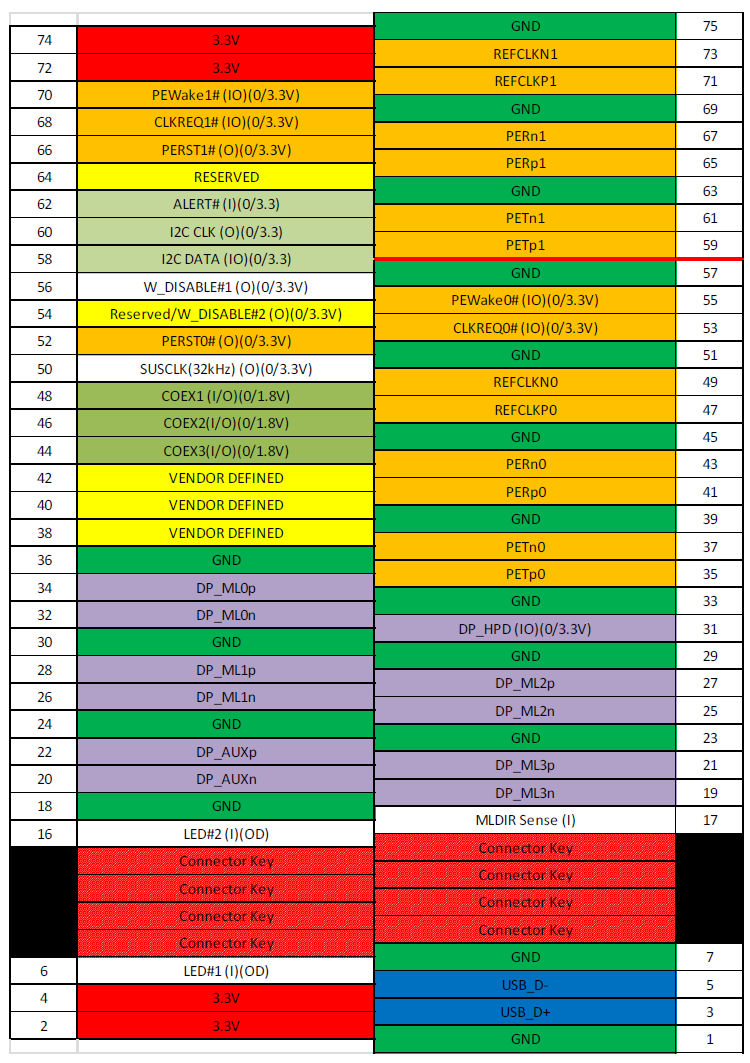 GND 75
74 3.3V
REFCLKN1 73
72 3.3V
REFCLKP1 71
70 PEWake1# (IO)(0/3.3V)
GND 69
68 CLKREQ1# (IO)(0/3.3V)
PERn1 67
66 PERST1# (O)(0/3.3V)
PERp1 65
64 RESERVED
GND 63
62 ALERT# (I)(0/3.3)
PETn1 61
60 I2C CLK (O)(0/3.3)
PETp1 59
58 I2C DATA (IO)(0/3.3)
GND 57
56 W_DISABLE#1 (O)(0/3.3V)
PEWake0# (IO)(0/3.3V) 55
54 Reserved/W_DISABLE#2 (O)(0/3.3V)
CLKREQ0# (IO)(0/3.3V) 53
52 PERST0# (O)(0/3.3V)
GND 51
50 SUSCLK(32kHz) (O)(0/3.3V)
REFCLKN0 49
48 COEX1 (I/O)(0/1.8V)
REFCLKP0 47
46 COEX2(I/O)(0/1.8V)
GND 45
44 COEX3(I/O)(0/1.8V)
PERn0 43
42 VENDOR DEFINED
PERp0 41
40 VENDOR DEFINED
GND 39
38 VENDOR DEFINED
PETn0 37
36 GND
PETp0 35
34 DP_ML0p
GND 33
32 DP_ML0n
DP_HPD (IO)(0/3.3V) 31
30 GND
GND 29
28 DP_ML1p
DP_ML2p 27
26 DP_ML1n
DP_ML2n 25
24 GND
GND 23
22 DP_AUXp
DP_ML3p 21
20 DP_AUXn
DP_ML3n 19
18 GND
MLDIR Sense (I) 17
16 LED#2 (I)(OD)
Connector Key
Connector Key
Connector Key
Connector Key
Connector Key
Connector Key
Connector Key
Connector Key
GND 7
6 LED#1 (I)(OD)
USB_D- 5
4 3.3V
USB_D+ 3
2 3.3V
GND 1